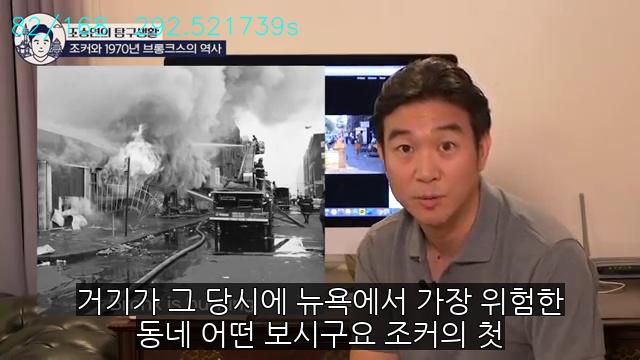 82/168 292.521739s
조승연의 탐구생활
조커와 1970년 브롱크스의 역사
거기가 그 당시에 뉴욕에서 가장 위험한
동네 어떤 보시구요 조커의 첫